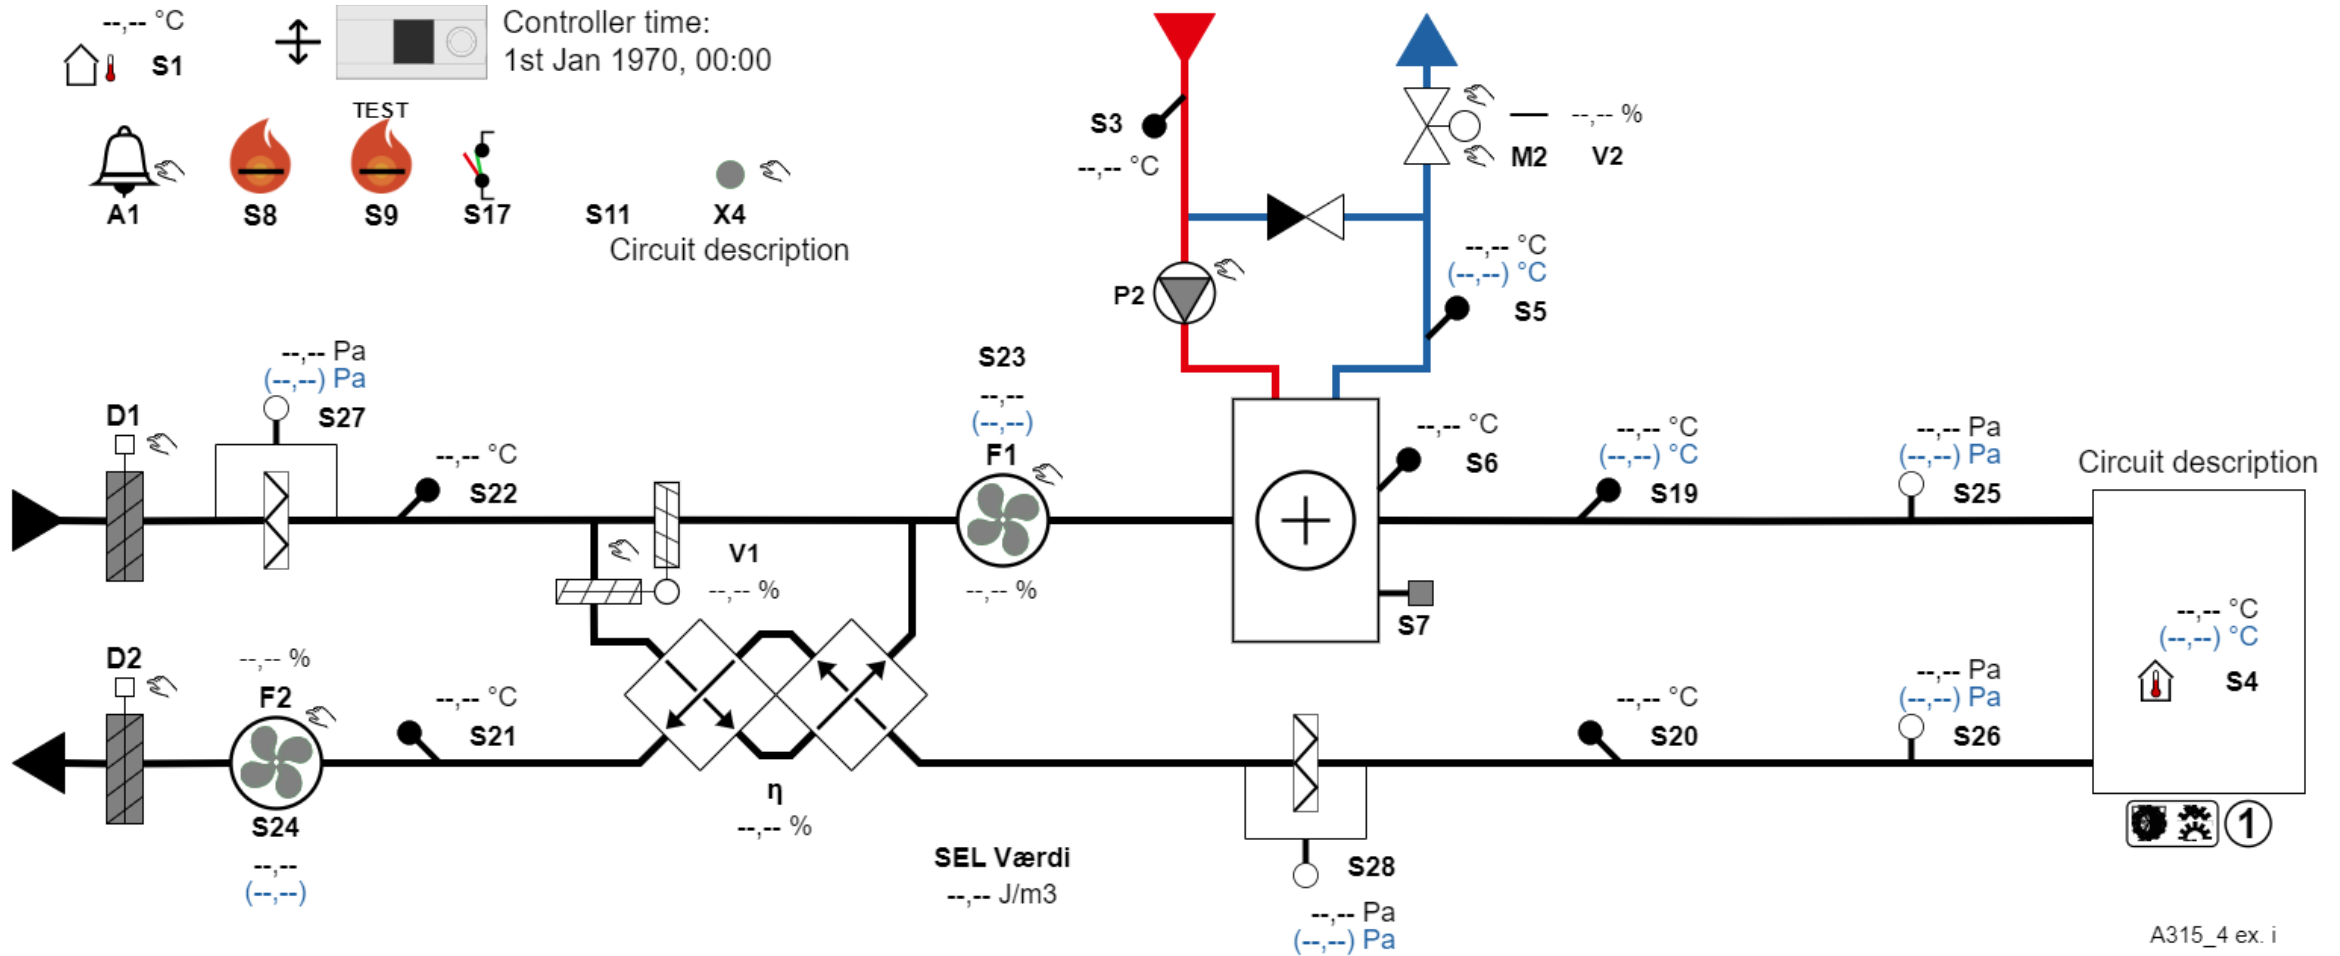 --,-- °C
S1
Controller time:
1st Jan 1970, 00:00
TEST
A1
S8
S9
S17
S11
X4
Circuit description
S3
--,-- °C
--,-- %
M2
V2
--,-- °C
(--,--) °C
S5
P2
--,-- Pa
(--,--) Pa
S27
D1
--,-- °C
S22
S23
--,--
(--,--)
F1
--,-- %
V1
--,-- %
--,-- °C
S6
S7
--,-- °C
(--,--) °C
S19
--,-- Pa
(--,--) Pa
S25
Circuit description
--,-- °C
(--,--) °C
S4
D2
--,-- %
F2
S24
--,--
(--,--)
--,-- °C
S21
η
--,-- %
SEL Værdi
--,-- J/m3
S28
--,-- Pa
(--,--) Pa
--,-- °C
S20
--,-- Pa
(--,--) Pa
S26
1
A315_4 ex. i